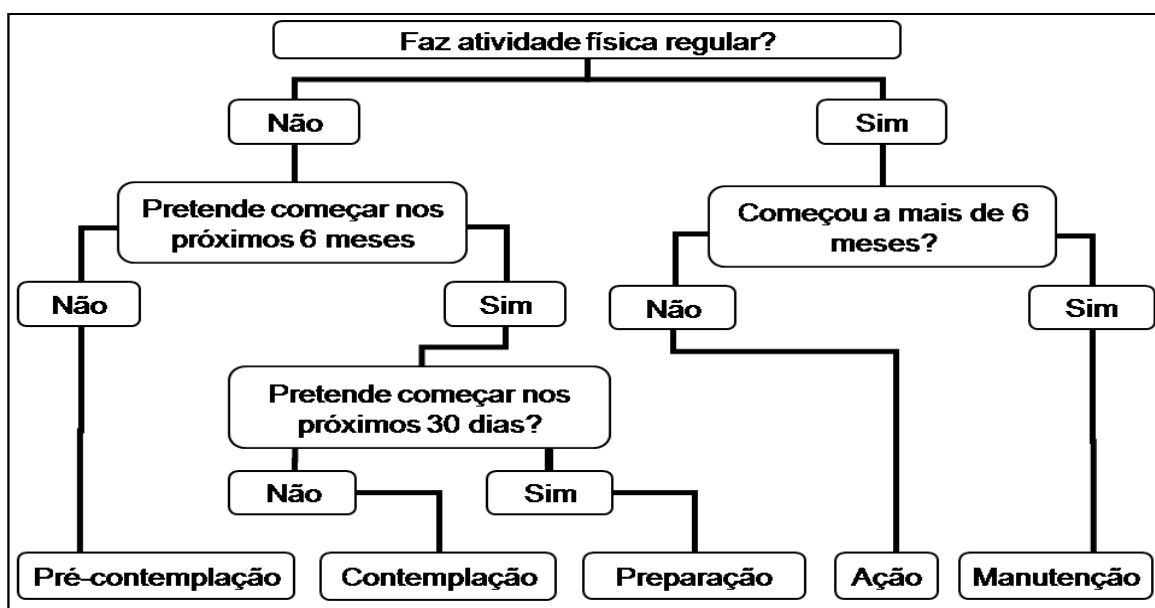 Faz atividade física regular?
Não
Sim
Pretende começar nos
próximos 6 meses
Começou a mais de 6
meses?
Não
Sim
Não
Sim
Pretende começar nos
próximos 30 dias?
Não
Sim
Pré-contemplação
Contemplação
Preparação
Ação
Manutenção